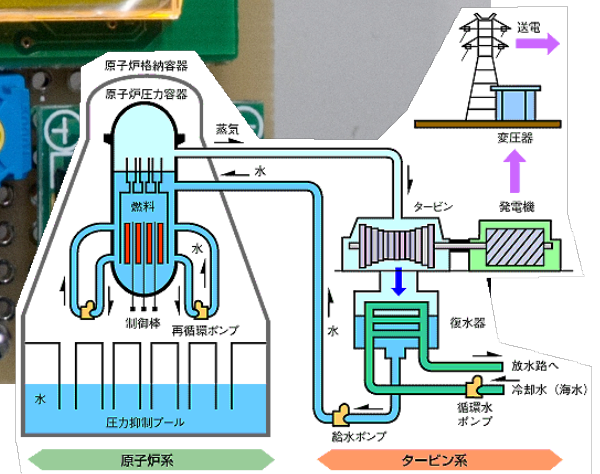 送電
原子炉格納容器
原子炉圧力容器
蒸気
変圧器
水
燃料
タービン
発電機
水
制御棒
再循環ポンプ
水
復水器
放水路へ
冷却水（海水）
循環水
ポンプ
水
圧力抑制プール
給水ポンプ
原子炉系
タービン系